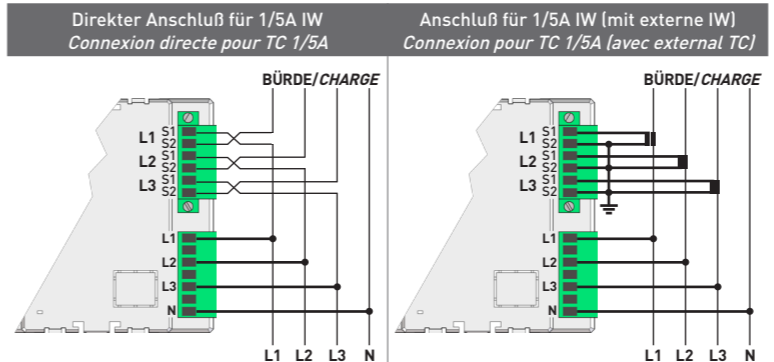 Direkter Anschluß für 1/5A IW
Connexion directe pour TC 1/5A
BÜRDE/CHARGE
L1 S1
S2
L2 S1
S2
L3 S1
S2
L1
L2
L3
N
L1 L2 L3 N
Anschluß für 1/5A IW (mit externe IW)
Connexion pour TC 1/5A (avec external TC)
BÜRDE/CHARGE
L1 S1
S2
L2 S1
S2
L3 S1
S2
L1
L2
L3
N
L1 L2 L3 N